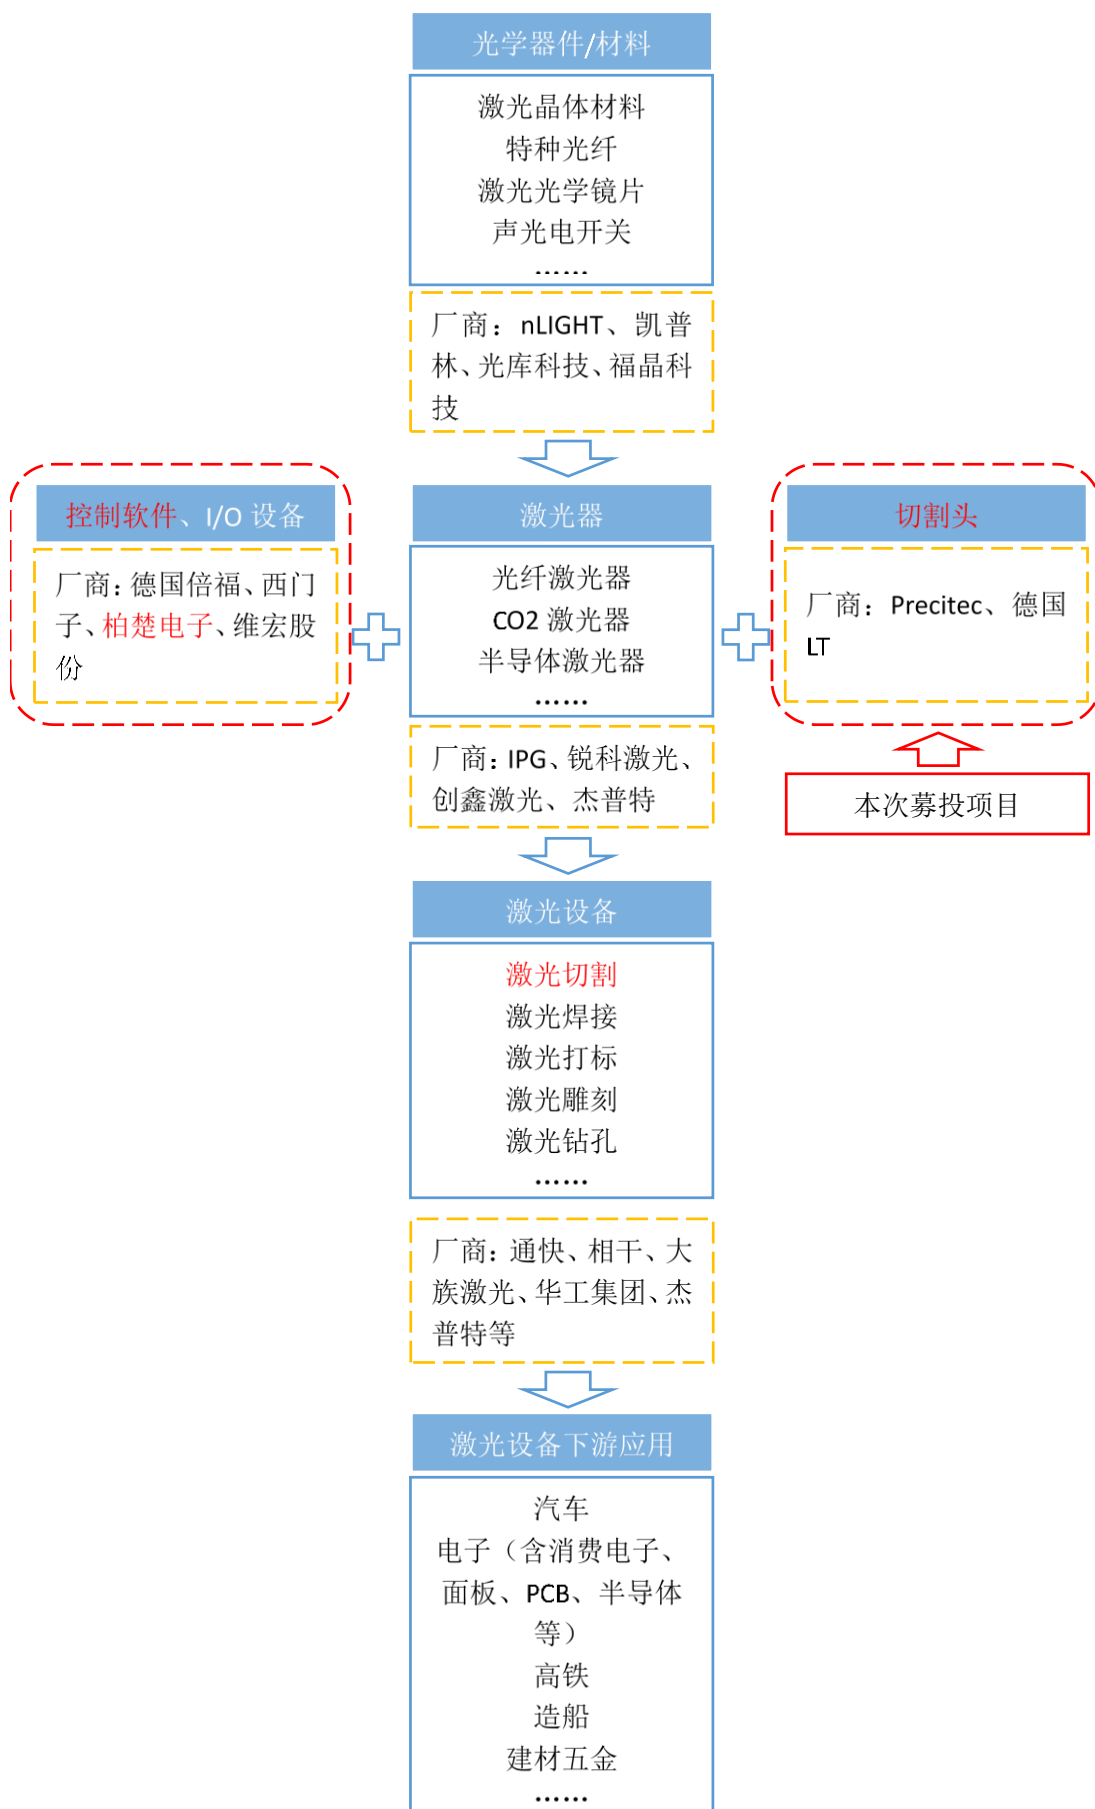 光学器件/材料
激光晶体材料
特种光纤
激光光学镜片
声光电开关
……
厂商：nLIGHT、凯普
林、光库科技、福晶科
技
控制软件、I/O 设备
厂商：德国倍福、西门
子、柏楚电子、维宏股
份
激光器
光纤激光器
CO2 激光器
半导体激光器
……
厂商：IPG、锐科激光、
创鑫激光、杰普特
切割头
厂商：Precitec、德国
LT
本次募投项目
激光设备
激光切割
激光焊接
激光打标
激光雕刻
激光钻孔
……
厂商：通快、相干、大
族激光、华工集团、杰
普特等
激光设备下游应用
汽车
电子（含消费电子、
面板、PCB、半导体
等）
高铁
造船
建材五金
……